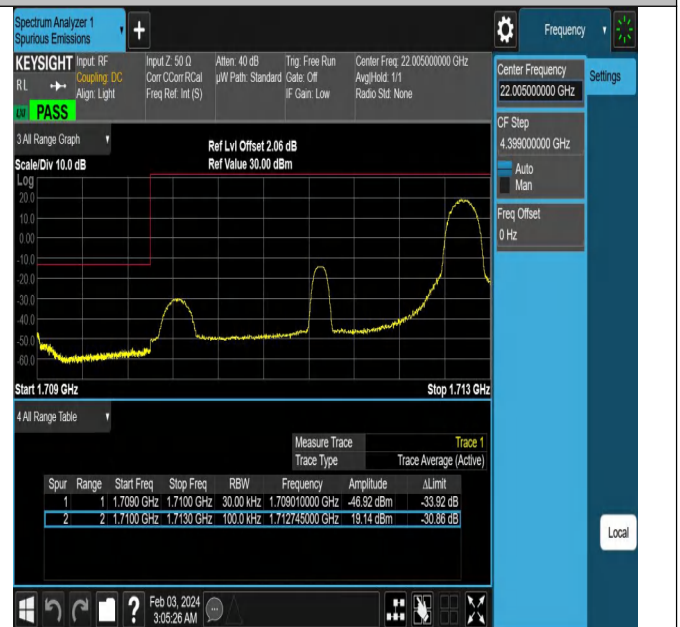 Spectrum Analyzer 1
Spurious Emissions
Frequency
KEYSIGHT
RL
Input: RF
Coupling: DC
Align: Light
Input Z: 50 Ω
Corr CCorr RCal
Freq Ref: Int (S)
Atten: 40 dB
µW Path: Standard
Trig: Free Run
Gate: Off
IF Gain: Low
Center Freq: 22.005000000 GHz
Avg|Hold: 1/1
Radio Std: None
PASS
Center Frequency
22.005000000 GHz
Settings
CF Step
4.399000000 GHz
Auto
Man
Freq Offset
0 Hz
3 All Range Graph
Scale/Div 10.0 dB
Ref Lvl Offset 2.06 dB
Ref Value 30.00 dBm
Log
20.0
10.0
0.00
-10.0
-20.0
-30.0
-40.0
-50.0
-60.0
Start 1.709 GHz
Stop 1.713 GHz
4 All Range Table
Measure Trace Trace 1
Trace Type Trace Average (Active)
Spur Range Start Freq Stop Freq RBW Frequency Amplitude ΔLimit
1 1 1.7090 GHz 1.7100 GHz 30.00 kHz 1.709010000 GHz -46.92 dBm -33.92 dB
2 2 1.7100 GHz 1.7130 GHz 100.0 kHz 1.712745000 GHz 19.14 dBm -30.86 dB
Local
?
Feb 03, 2024
3:05:26 AM